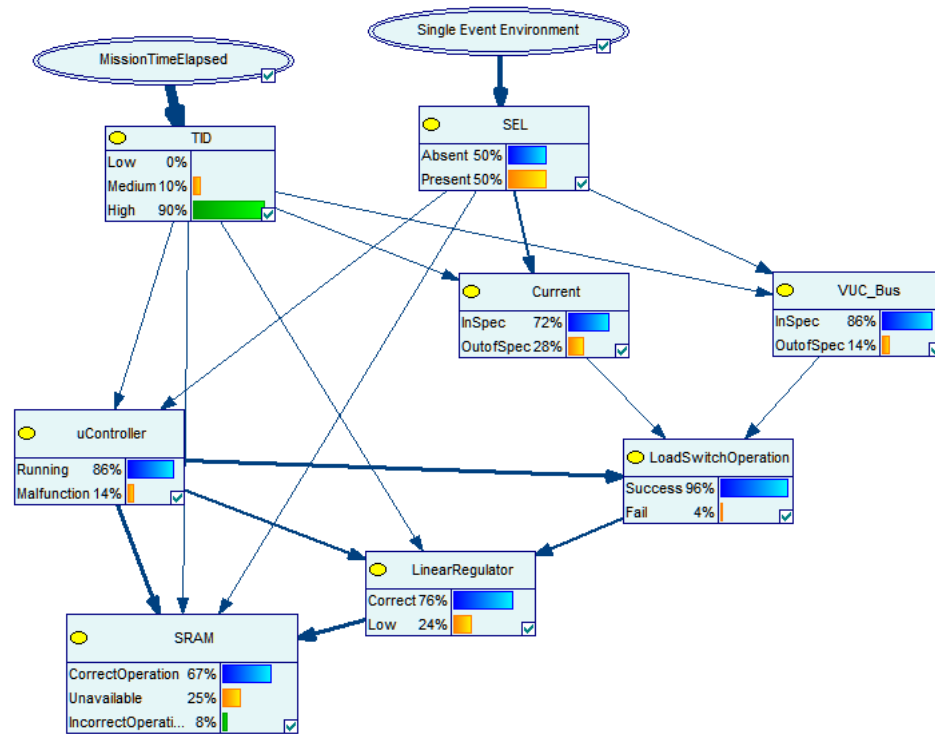 Single Event Environment
MissionTimeElapsed
SEL
Absent 50%
Present 50%
TID
Low 0%
Medium 10%
High 90%
Current
InSpec 72%
OutofSpec 28%
VUC_Bus
InSpec 86%
OutofSpec 14%
uController
Running 86%
Malfunction 14%
LoadSwitchOperation
Success 96%
Fail 4%
LinearRegulator
Correct 76%
Low 24%
SRAM
CorrectOperation 67%
Unavailable 25%
IncorrectOperati... 8%